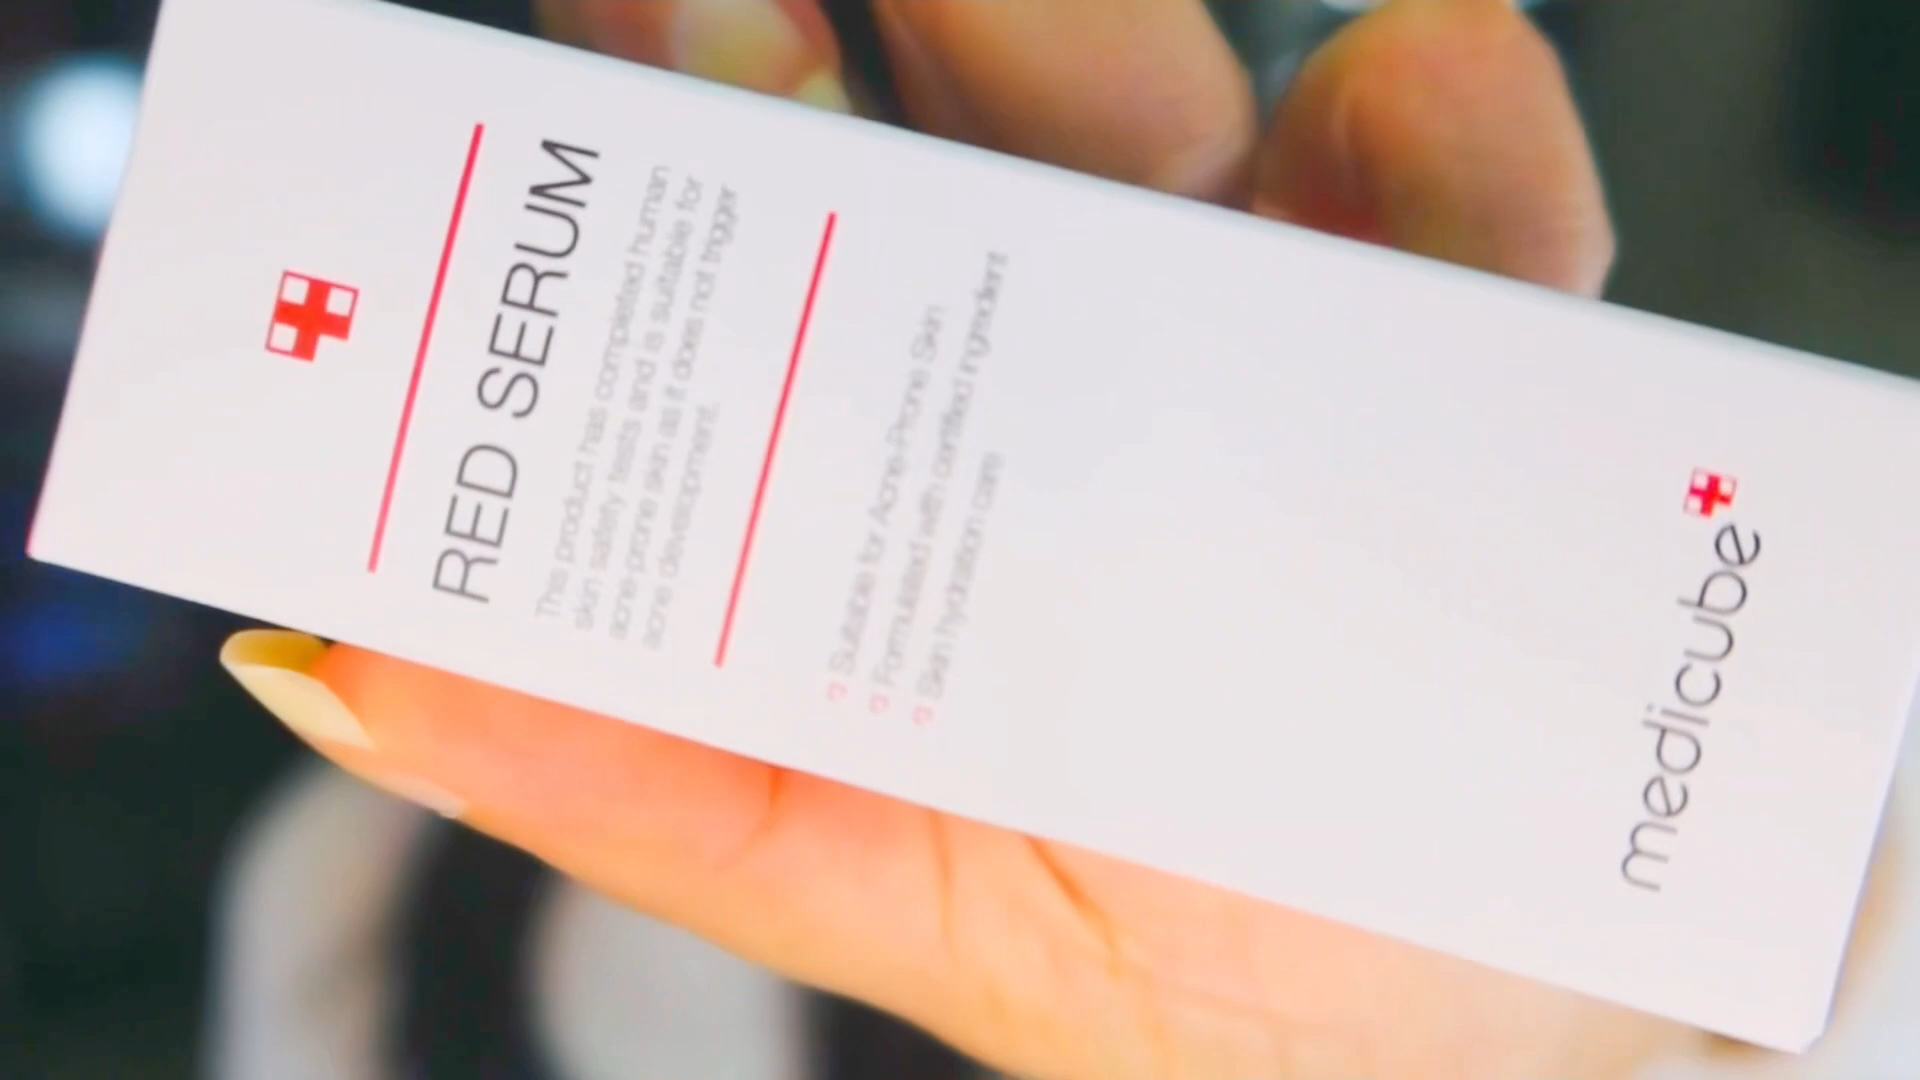 RED SERUM
This product has completed human
skin safety tests and is suitable for
acne-prone skin as it does not trigger
acne development.
Suitable for Acne-Prone Skin
Formulated with certified ingredient
Skin hydration care
medicube